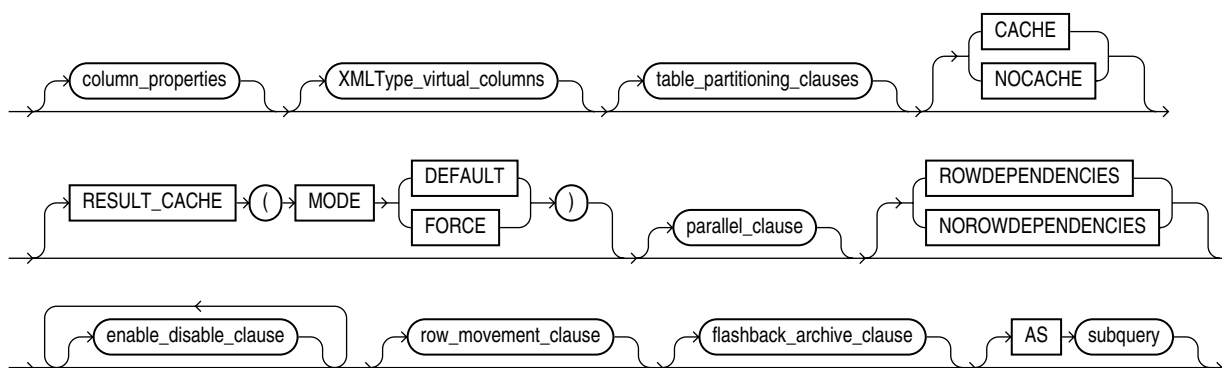 column_properties XMLType_virtual_columns table_partitioning_clauses CACHE
NOCACHE
RESULT_CACHE ( MODE DEFAULT
FORCE ) parallel_clause ROWDEPENDENCIES
NOROWDEPENDENCIES
enable_disable_clause row_movement_clause flashback_archive_clause AS subquery